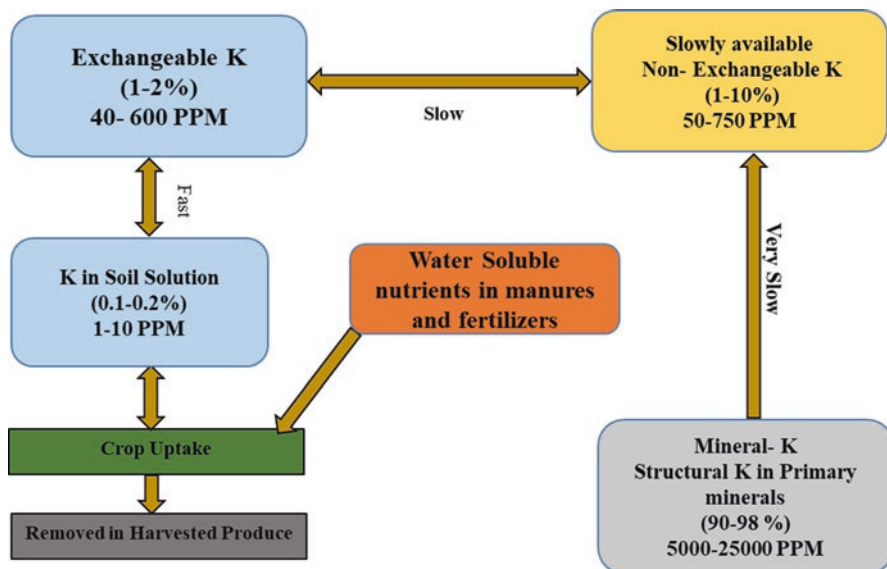 Exchangeable K
(1-2%)
40- 600 PPM
Slow
Slowly available
Non- Exchangeable K
(1-10%)
50-750 PPM
Fast
K in Soil Solution
(0.1-0.2%)
1-10 PPM
Water Soluble
nutrients in manures
and fertilizers
Very Slow
Crop Uptake
Removed in Harvested Produce
Mineral- K
Structural K in Primary
minerals
(90-98 %)
5000-25000 PPM